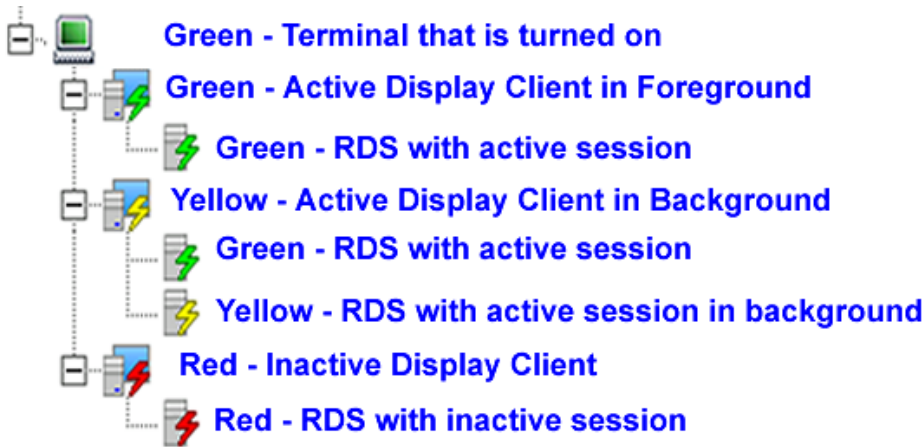 Green - Terminal that is turned on
Green - Active Display Client in Foreground
Green - RDS with active session
Yellow - Active Display Client in Background
Green - RDS with active session
Yellow - RDS with active session in background
Red - Inactive Display Client
Red - RDS with inactive session